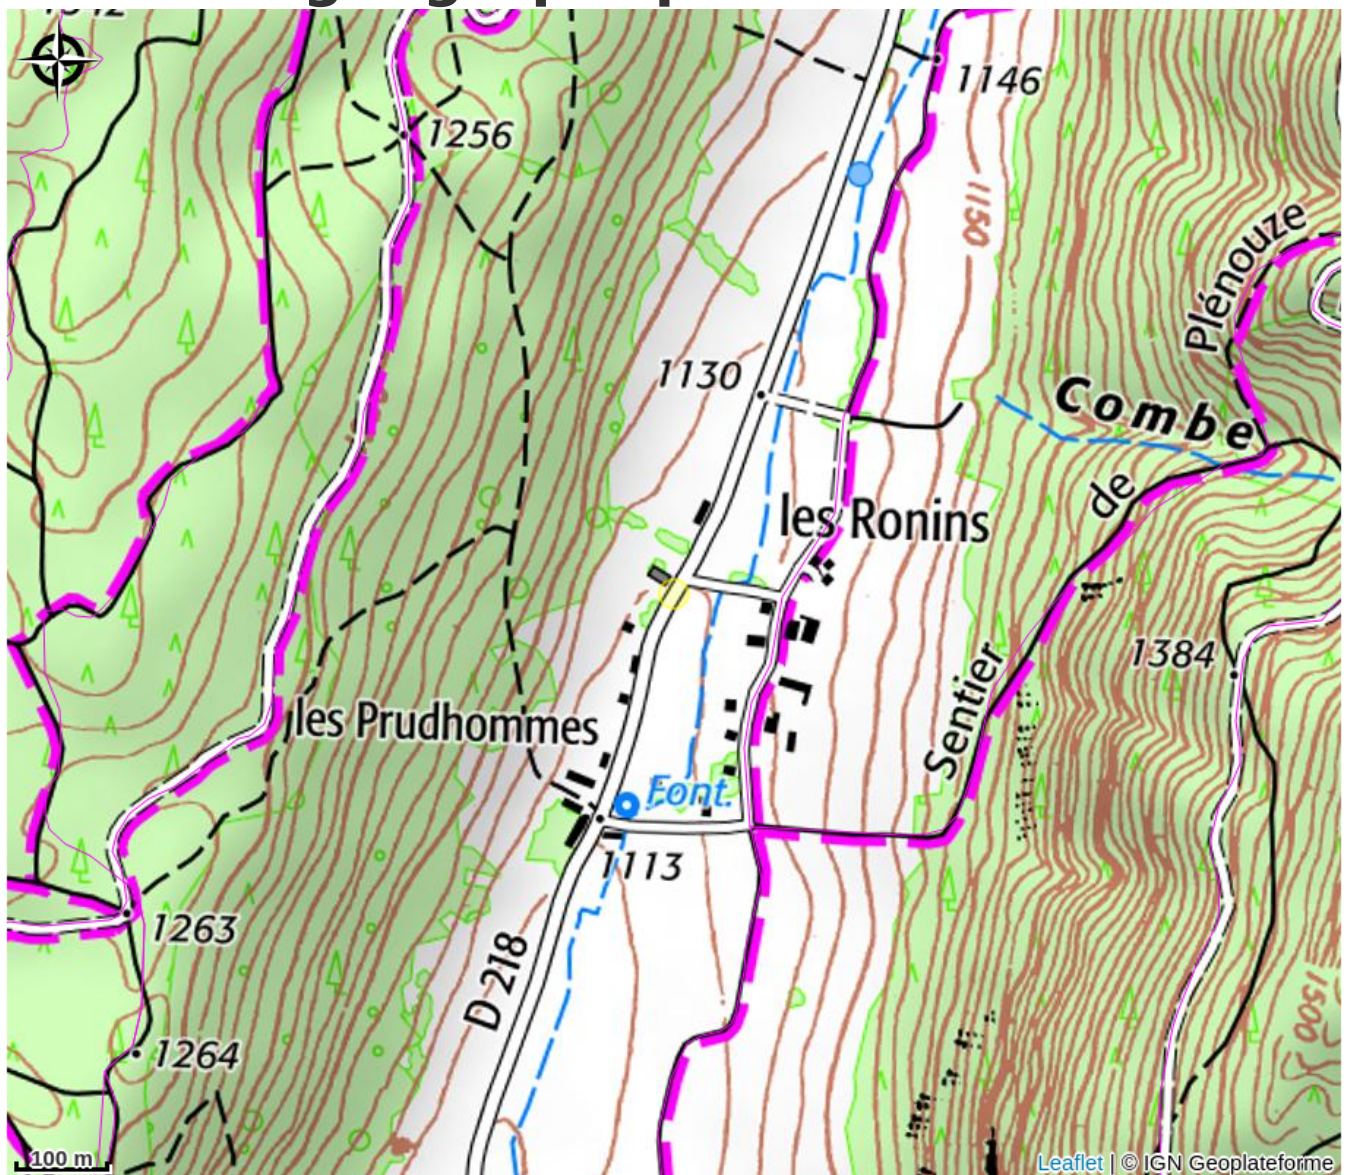 1146
1256
1150
Plénouze
1130
Combe
de
les Ronins
Sentier
1384
les Prudhommes
Font.
1113
1263
D 218
1264
1500
100 m
Leaflet | © IGN Geoplateforme